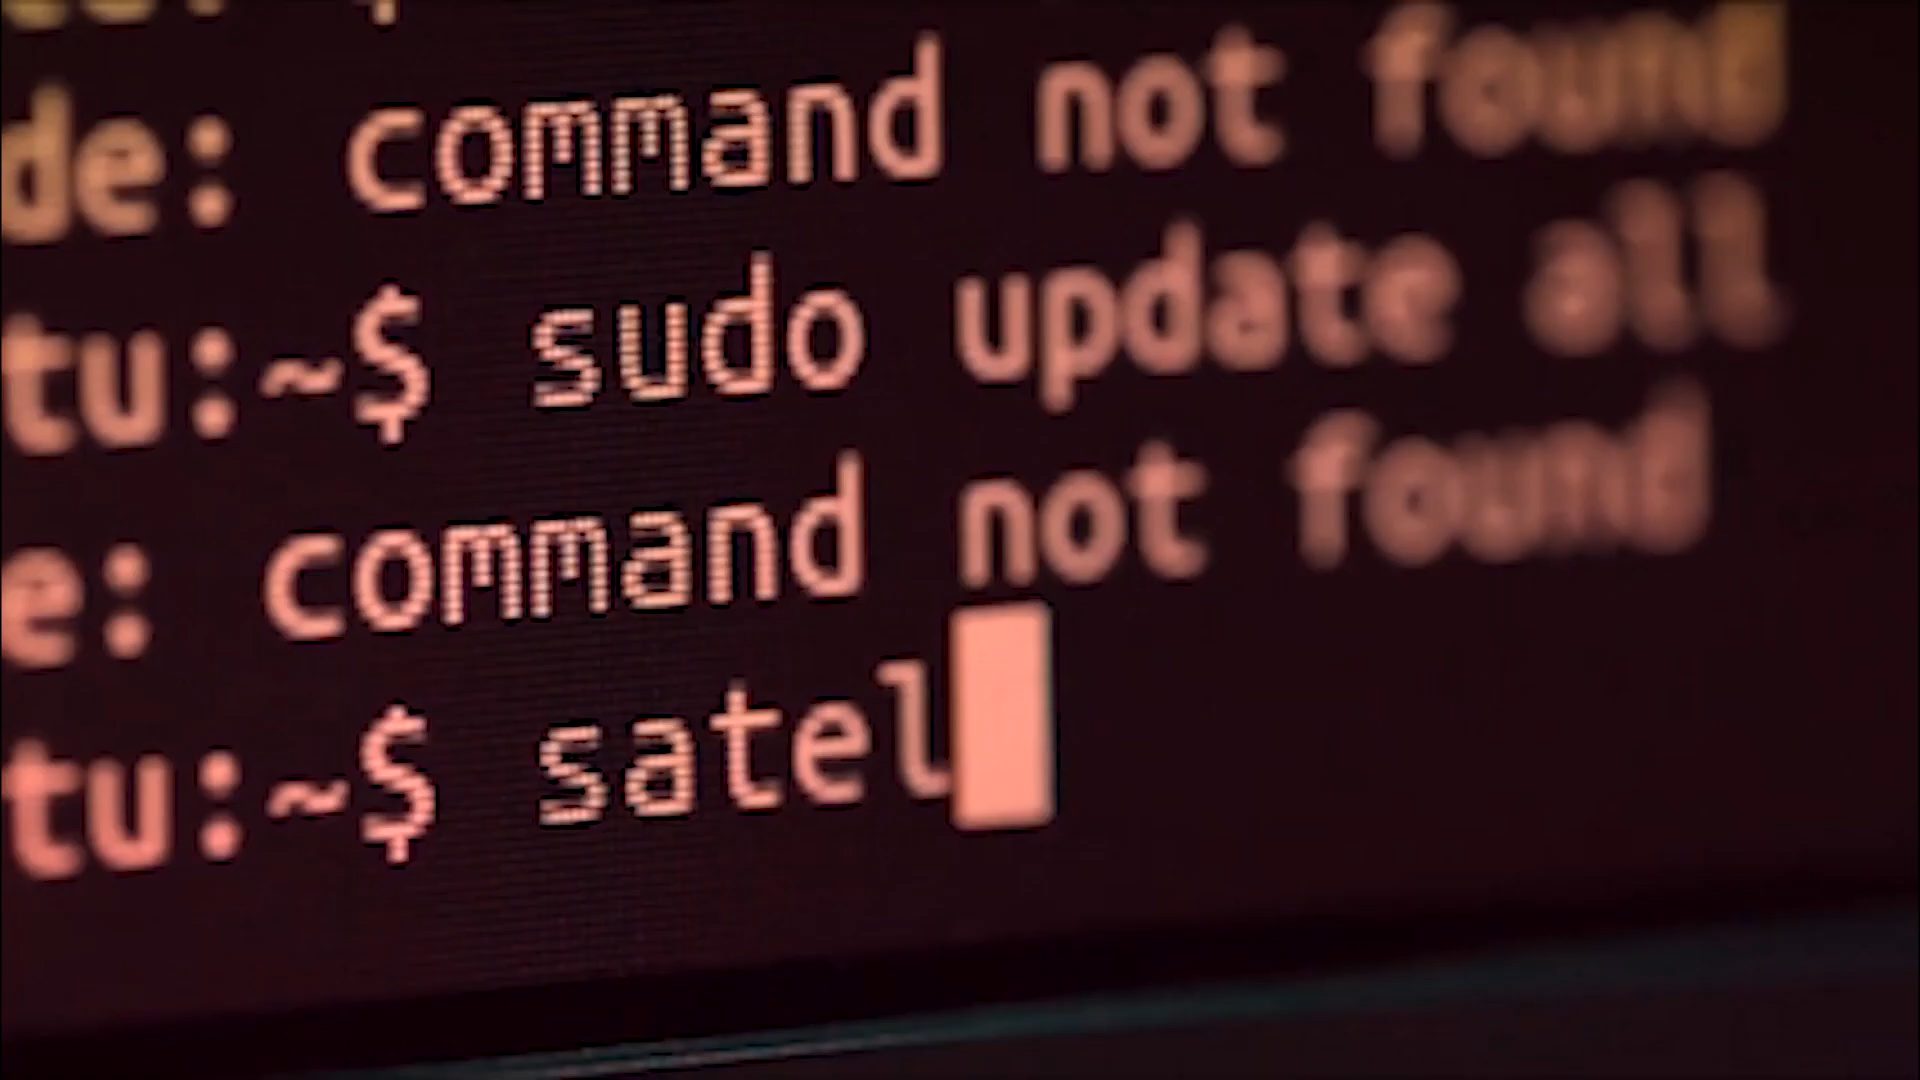 de: command not found
tu:~$ sudo update all
e: command not found
tu:~$ satel